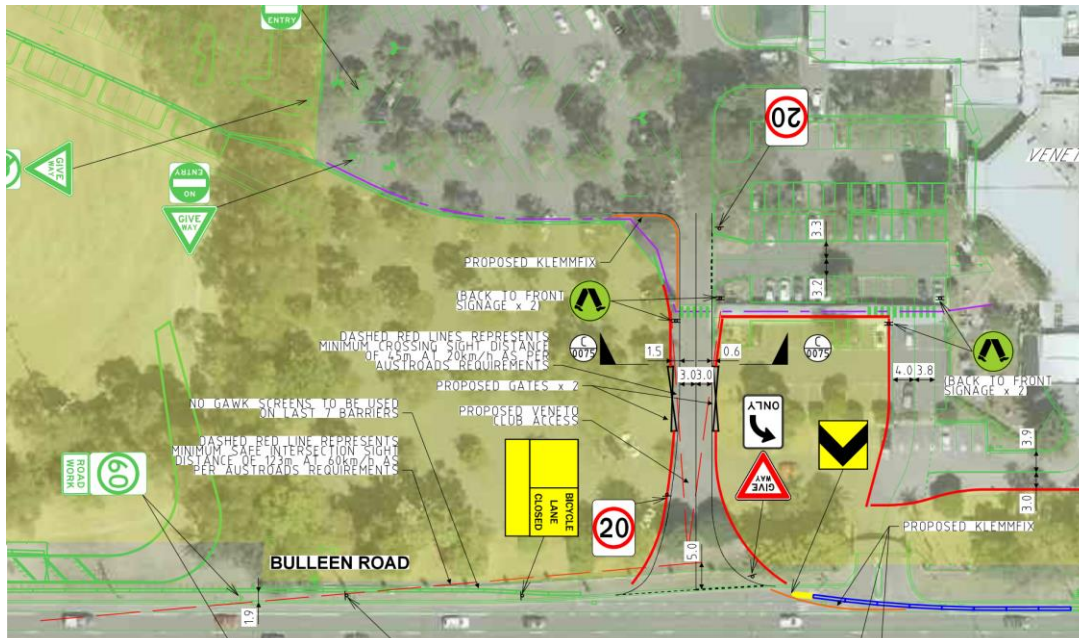 ENTRY
20
GIVE
WAY
NO
ENTRY
GIVE
WAY
VENET
3.3
3.2
PROPOSED KLEMMFIX
(BACK TO FRONT
SIGNAGE x 2)
DASHED RED LINES REPRESENTS
MINIMUM CROSSING SIGHT DISTANCE
OF 45m AT 20km/h AS PER
AUSTROADS REQUIREMENTS
C
0075
1.5
0.6
C
0075
3.0
3.0
4.0
3.8
(BACK TO FRONT
SIGNAGE x 2)
PROPOSED GATES x 2
NO GAWK SCREENS TO BE USED
ON LAST 7 BARRIERS
PROPOSED VENETO
CLUB ACCESS
ONLY
3.9
DASHED RED LINE REPRESENTS
MINIMUM SAFE INTERSECTION SIGHT
DISTANCE OF 123m AT 60km/h AS
PER AUSTROADS REQUIREMENTS
ROAD
WORK
60
BICYCLE
LANE
CLOSED
GIVE
WAY
20
3.0
PROPOSED KLEMMFIX
5.0
BULLEEN ROAD
1.9